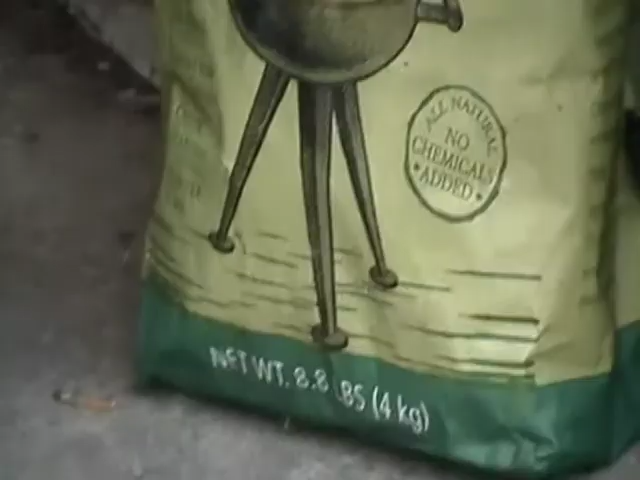 ALL NATURAL
NO
CHEMICALS
ADDED
NET WT. 8.8 LBS (4 kg)